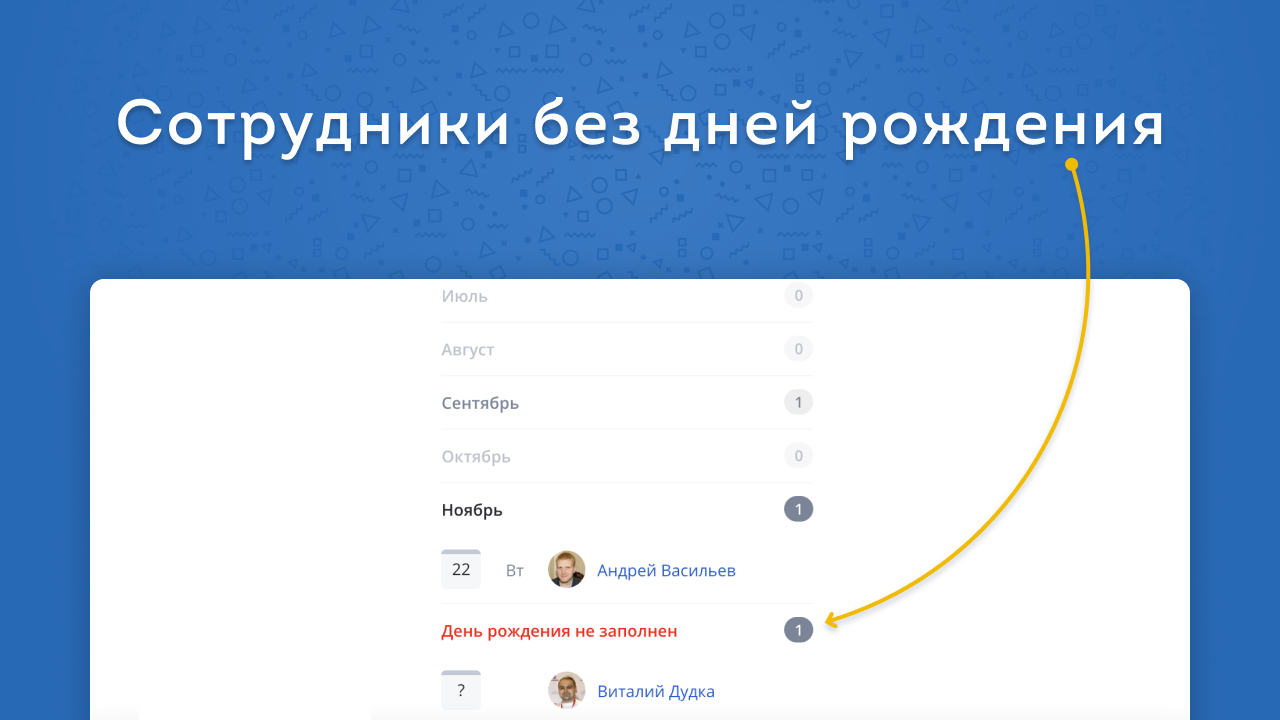 Сотрудники без дней рождения
Июль 0
Август 0
Сентябрь 1
Октябрь 0
Ноябрь 1
22 Вт Андрей Васильев
День рождения не заполнен 1
? Виталий Дудка